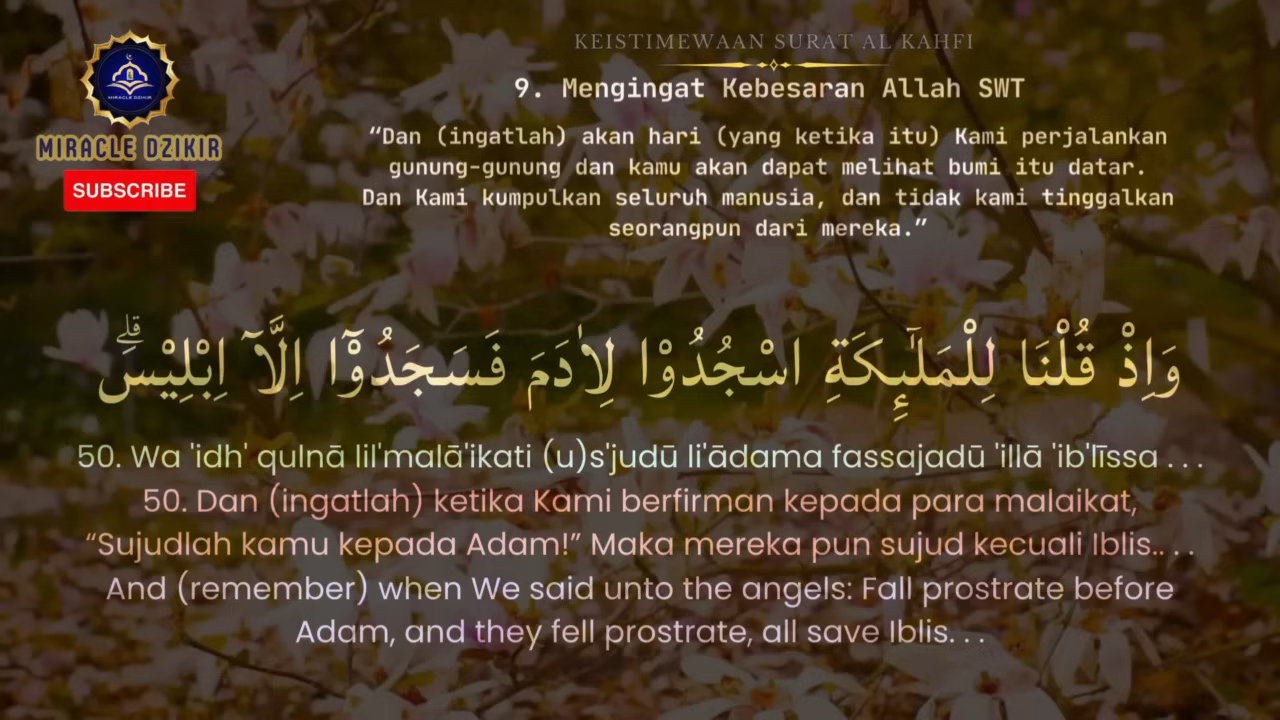 MIRACLE DZIKIR
MIRACLE DZIKIR
SUBSCRIBE
KEISTIMEWAAN SURAT AL KAHFI
9. Mengingat Kebesaran Allah SWT
“Dan (ingatlah) akan hari (yang ketika itu) Kami perjalankan
gunung-gunung dan kamu akan dapat melihat bumi itu datar.
Dan Kami kumpulkan seluruh manusia, dan tidak kami tinggalkan
seorangpun dari mereka.”
وَاِذْ قُلْنَا لِلْمَلٰۤىِٕكَةِ اسْجُدُوْا لِاٰدَمَ فَسَجَدُوْٓا اِلَّآ اِبْلِيْسَۗ
50. Wa 'idh' qulnā lil'malā'ikati (u)s'judū li'ādama fassajadū 'illā 'ib'līssa . . .
50. Dan (ingatlah) ketika Kami berfirman kepada para malaikat,
“Sujudlah kamu kepada Adam!” Maka mereka pun sujud kecuali Iblis.. . .
And (remember) when We said unto the angels: Fall prostrate before
Adam, and they fell prostrate, all save Iblis. . .